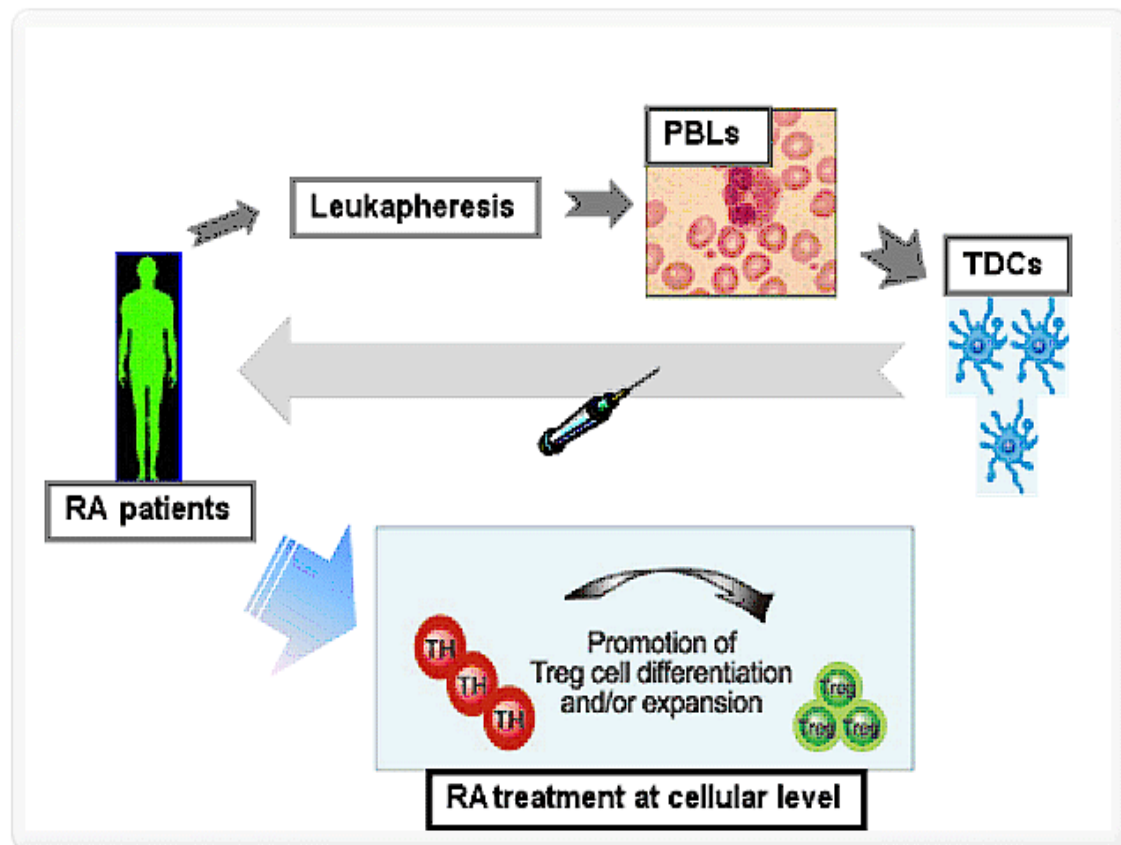 PBLs
Leukapheresis
TDCs
RA patients
TH
TH
TH
Promotion of
Treg cell differentiation
and/or expansion
Treg
Treg Treg
RA treatment at cellular level